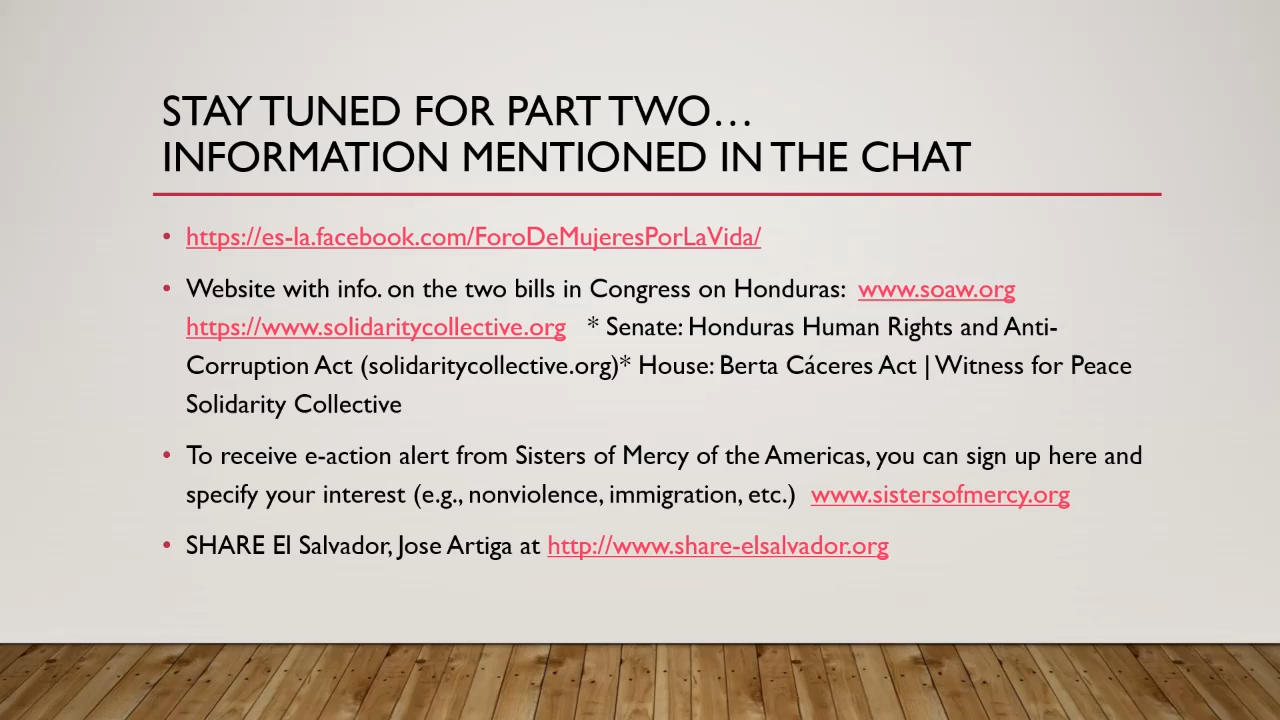 STAY TUNED FOR PART TWO…
INFORMATION MENTIONED IN THE CHAT
• https://es-la.facebook.com/ForoDeMujeresPorLaVida/
• Website with info. on the two bills in Congress on Honduras: www.soaw.org
https://www.solidaritycollective.org * Senate: Honduras Human Rights and Anti-
Corruption Act (solidaritycollective.org)* House: Berta Cáceres Act | Witness for Peace
Solidarity Collective
• To receive e-action alert from Sisters of Mercy of the Americas, you can sign up here and
specify your interest (e.g., nonviolence, immigration, etc.) www.sistersofmercy.org
• SHARE El Salvador, Jose Artiga at http://www.share-elsalvador.org